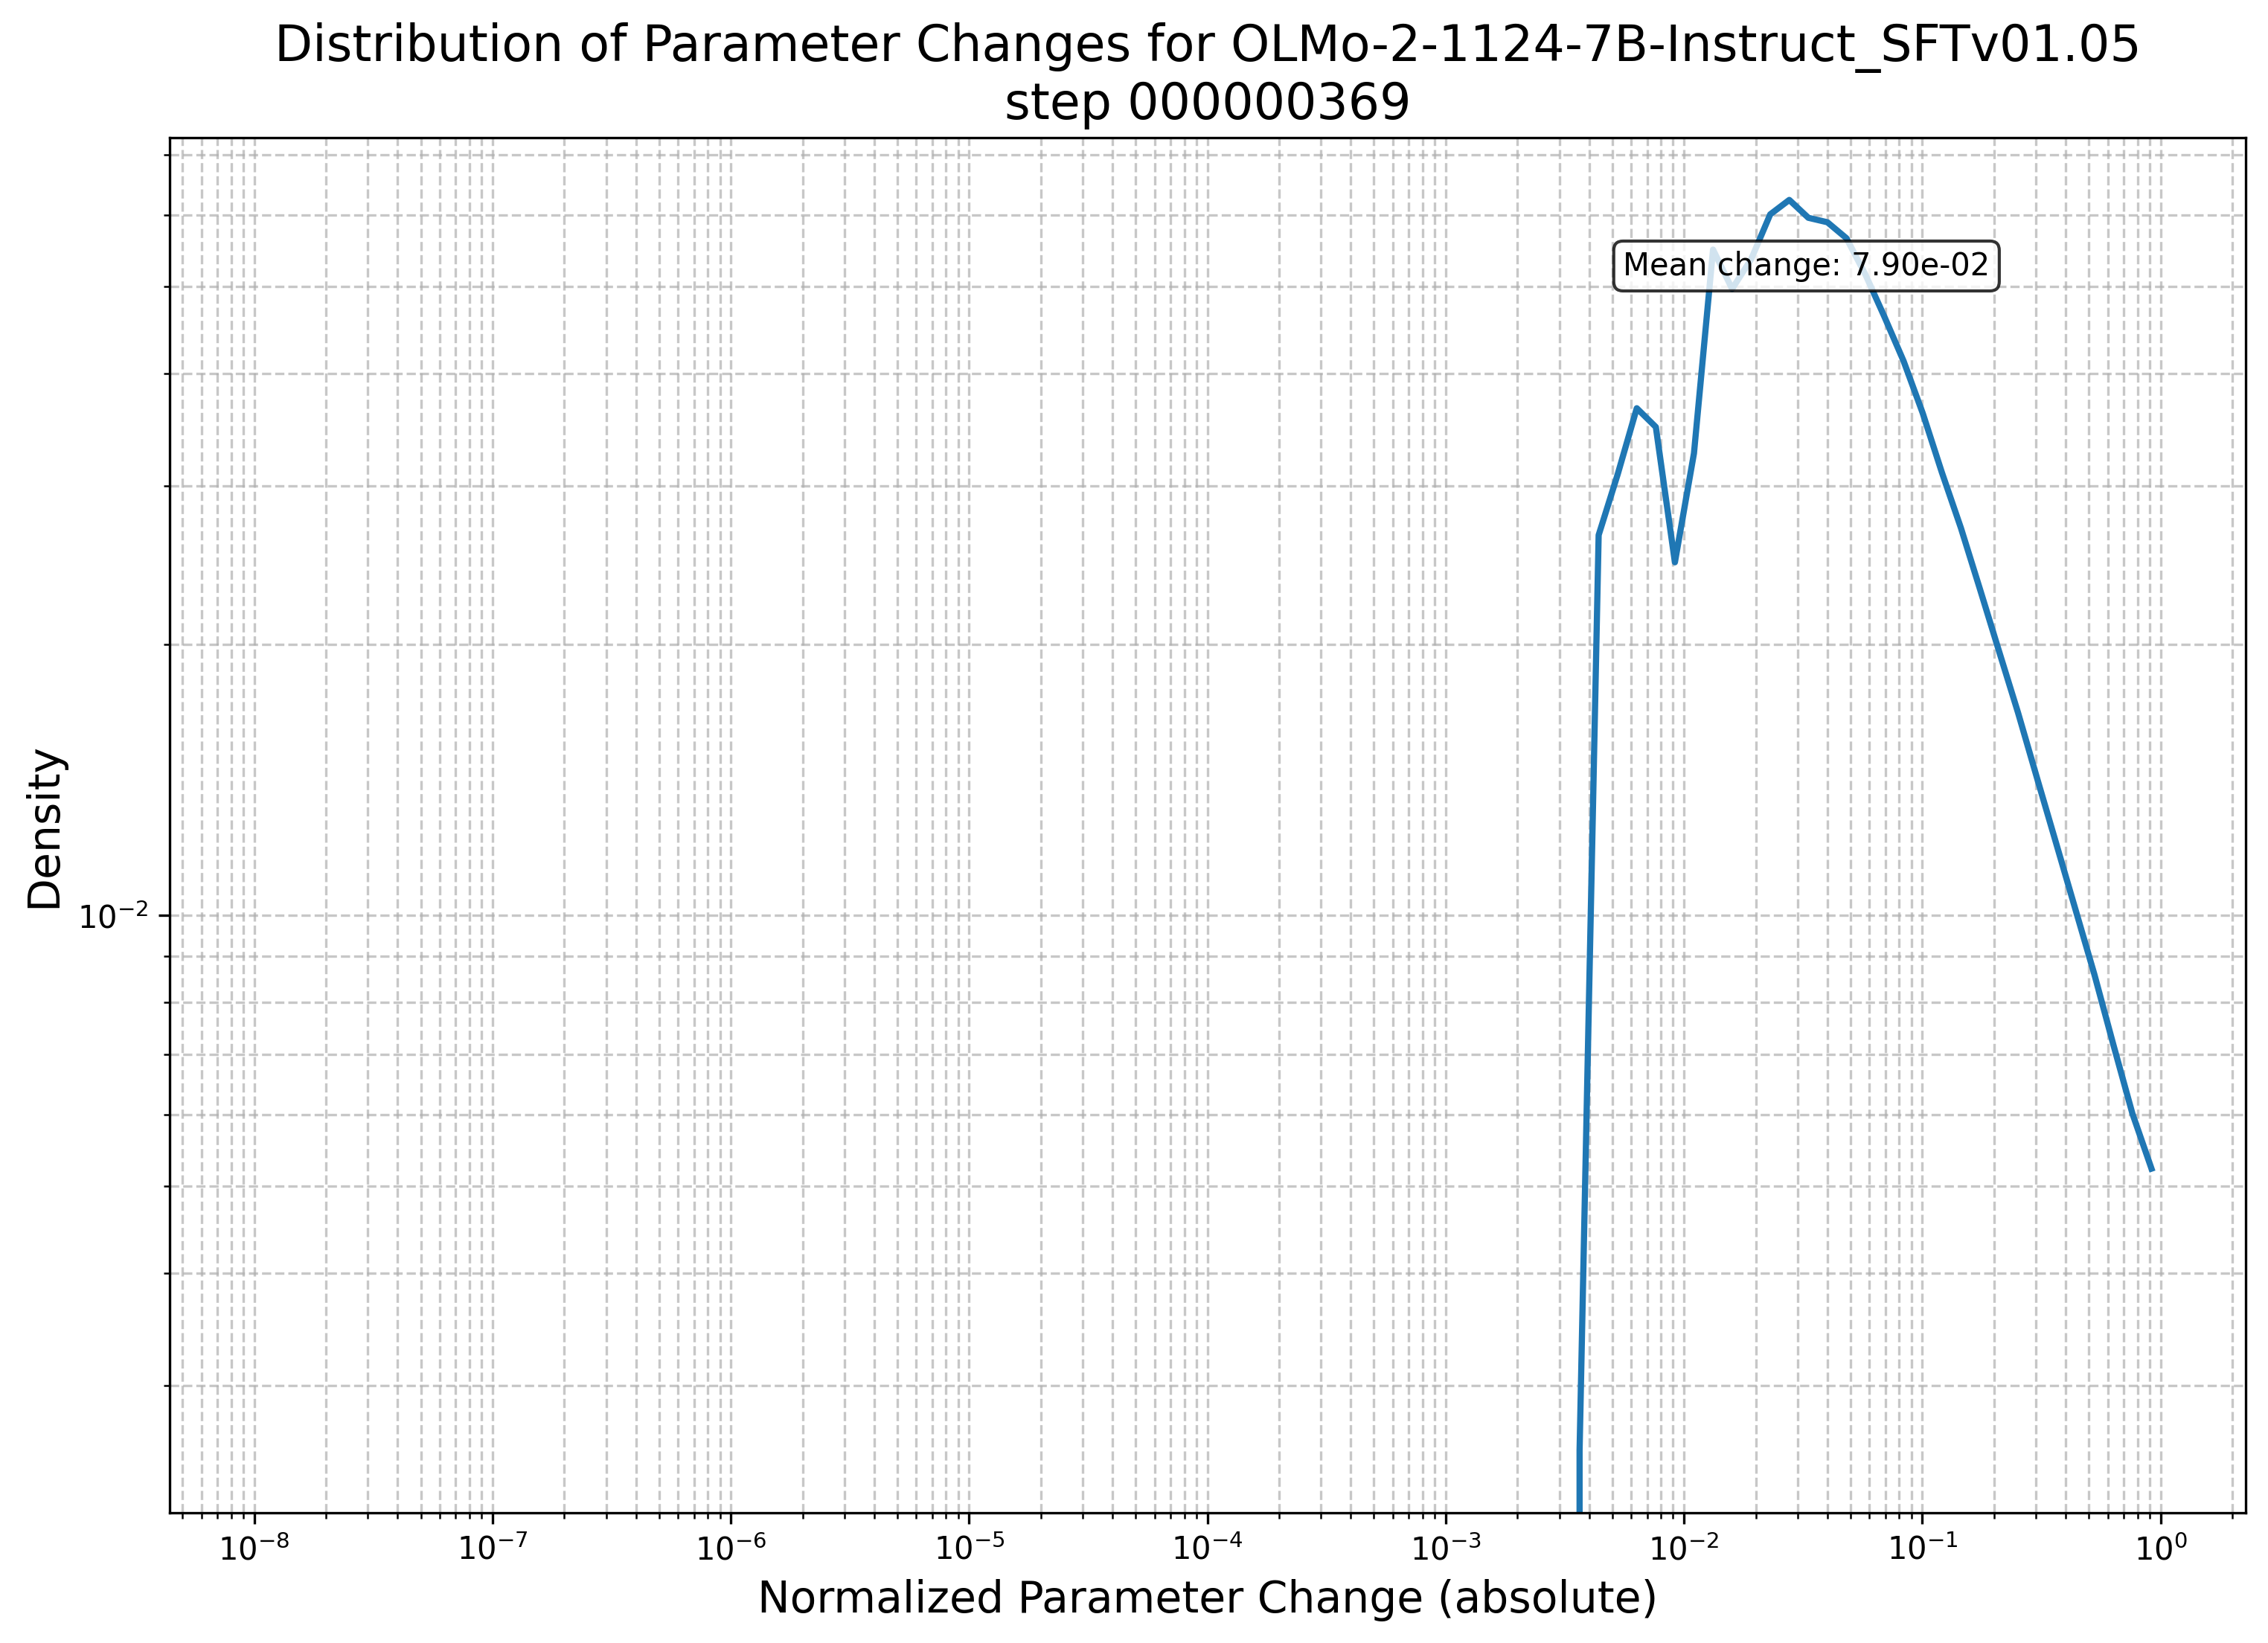 Distribution of Parameter Changes for OLMo-2-1124-7B-Instruct_SFTv01.05
step 000000369
Mean change: 7.90e-02
Density
10⁻²
10⁻⁸ 10⁻⁷ 10⁻⁶ 10⁻⁵ 10⁻⁴ 10⁻³ 10⁻² 10⁻¹ 10⁰
Normalized Parameter Change (absolute)